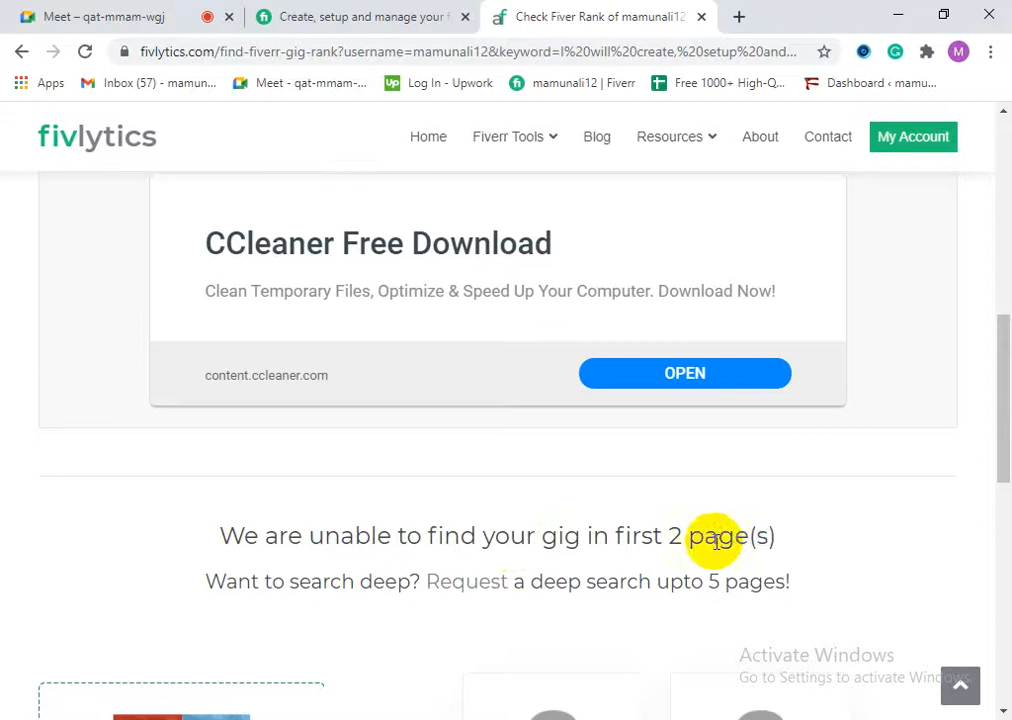 Meet – qat-mmam-wgj
Create, setup and manage your f
Check Fiver Rank of mamunali12
fivlytics.com/find-fiverr-gig-rank?username=mamunali12&keyword=I%20will%20create,%20setup%20and...
M
Apps
Inbox (57) - mamun...
Meet - qat-mmam-...
Up
Log In - Upwork
mamunali12 | Fiverr
Free 1000+ High-Q...
Dashboard ‹ mamu...
fivlytics
Home
Fiverr Tools
Blog
Resources
About
Contact
My Account
CCleaner Free Download
Clean Temporary Files, Optimize & Speed Up Your Computer. Download Now!
content.ccleaner.com
OPEN
We are unable to find your gig in first 2 page(s)
Want to search deep? Request a deep search upto 5 pages!
Activate Windows
Go to Settings to activate Windows.